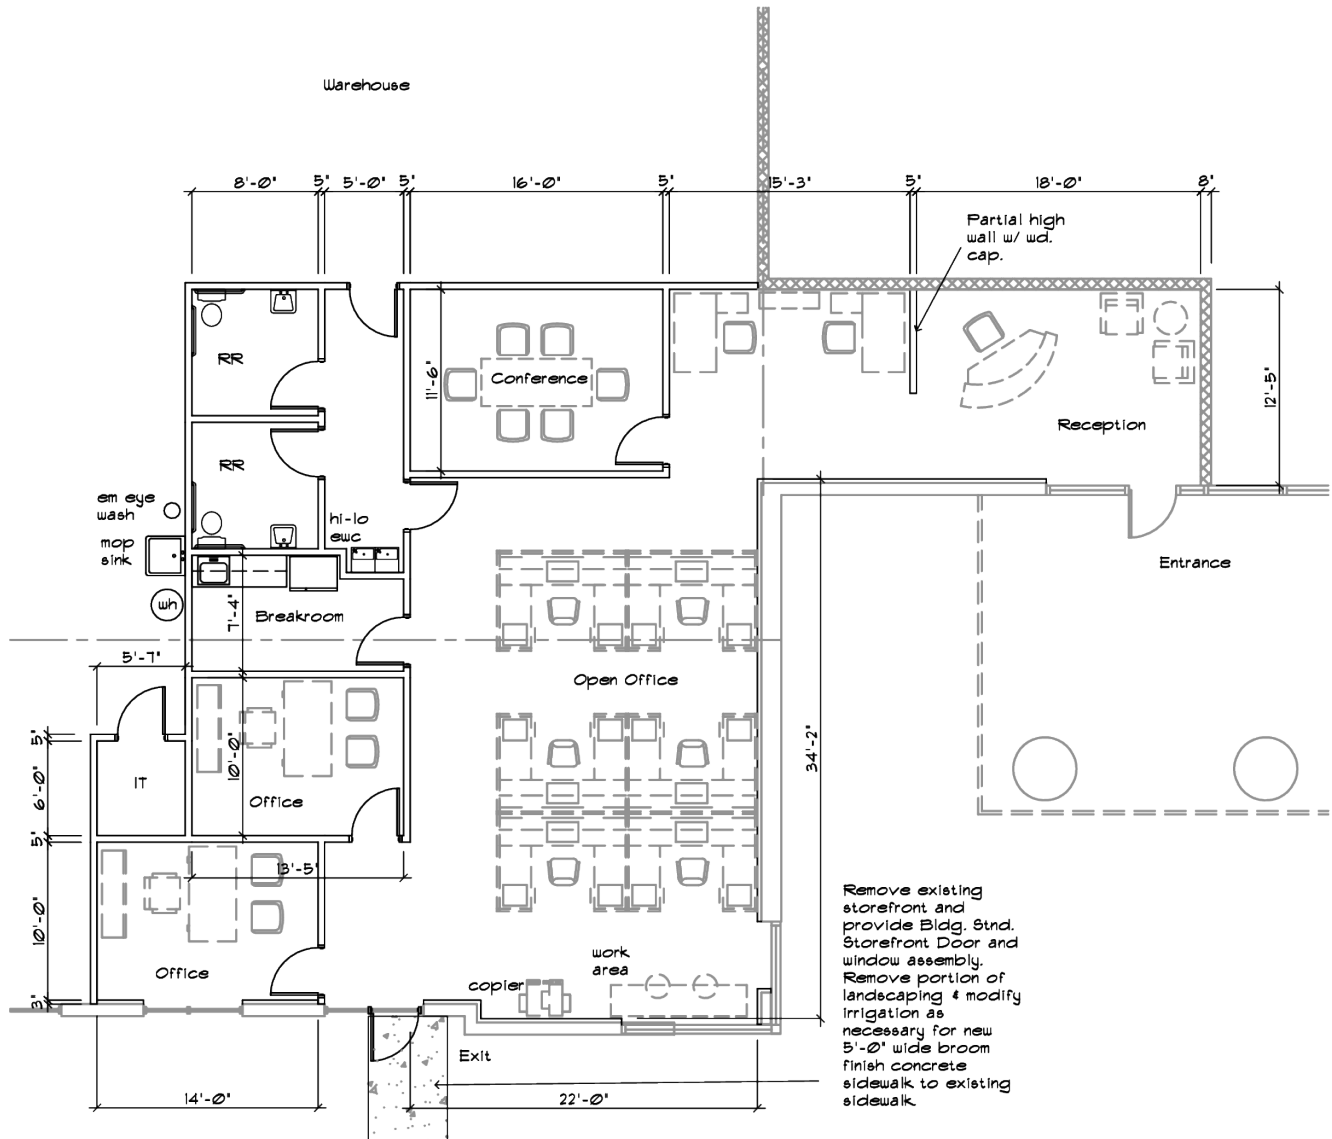 Warehouse
8'-0" 5" 5'-0" 5" 16'-0" 5" 15'-3" 5" 18'-0" 8"
Partial high
wall w/ wd.
cap.
RR
Conference
11'-6"
12'-5"
Reception
RR
em eye
wash
mop
sink
hi-lo
ewc
wh
Breakroom
7'-4"
Entrance
5'-7"
Open Office
34'-2"
5"
6'-0"
5"
IT
10'-0"
Office
13'-5"
10'-0"
3"
Office
work
area
copier
Remove existing
storefront and
provide Bldg. Stnd.
Storefront Door and
window assembly.
Remove portion of
landscaping & modify
irrigation as
necessary for new
5'-0" wide broom
finish concrete
sidewalk to existing
sidewalk
Exit
14'-0"
22'-0"